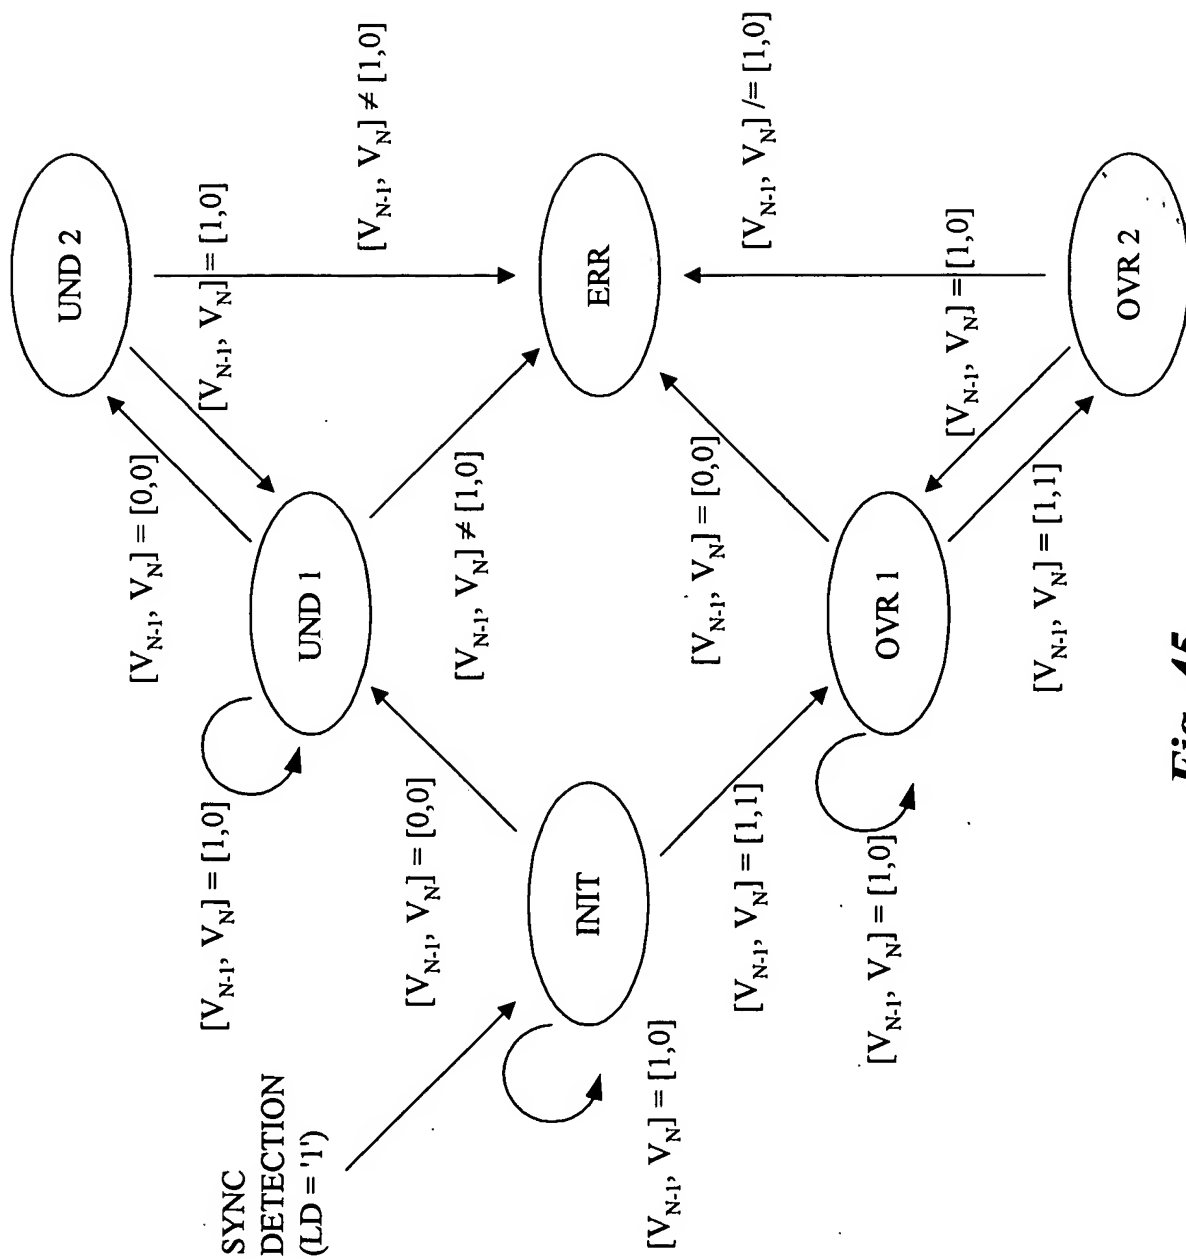 SYNC
DETECTION
(LD = '1')
[V_{N-1}, V_N] = [1,0]
INIT
[V_{N-1}, V_N] = [0,0]
[V_{N-1}, V_N] = [1,1]
[V_{N-1}, V_N] = [1,0]
UND 1
[V_{N-1}, V_N] = [0,0]
[V_{N-1}, V_N] ≠ [1,0]
[V_{N-1}, V_N] = [1,0]
UND 2
[V_{N-1}, V_N] = [1,0]
[V_{N-1}, V_N] ≠ [1,0]
ERR
[V_{N-1}, V_N] = [0,0]
OVR 1
[V_{N-1}, V_N] = [1,0]
[V_{N-1}, V_N] = [1,1]
[V_{N-1}, V_N] /= [1,0]
OVR 2
Fig. 45